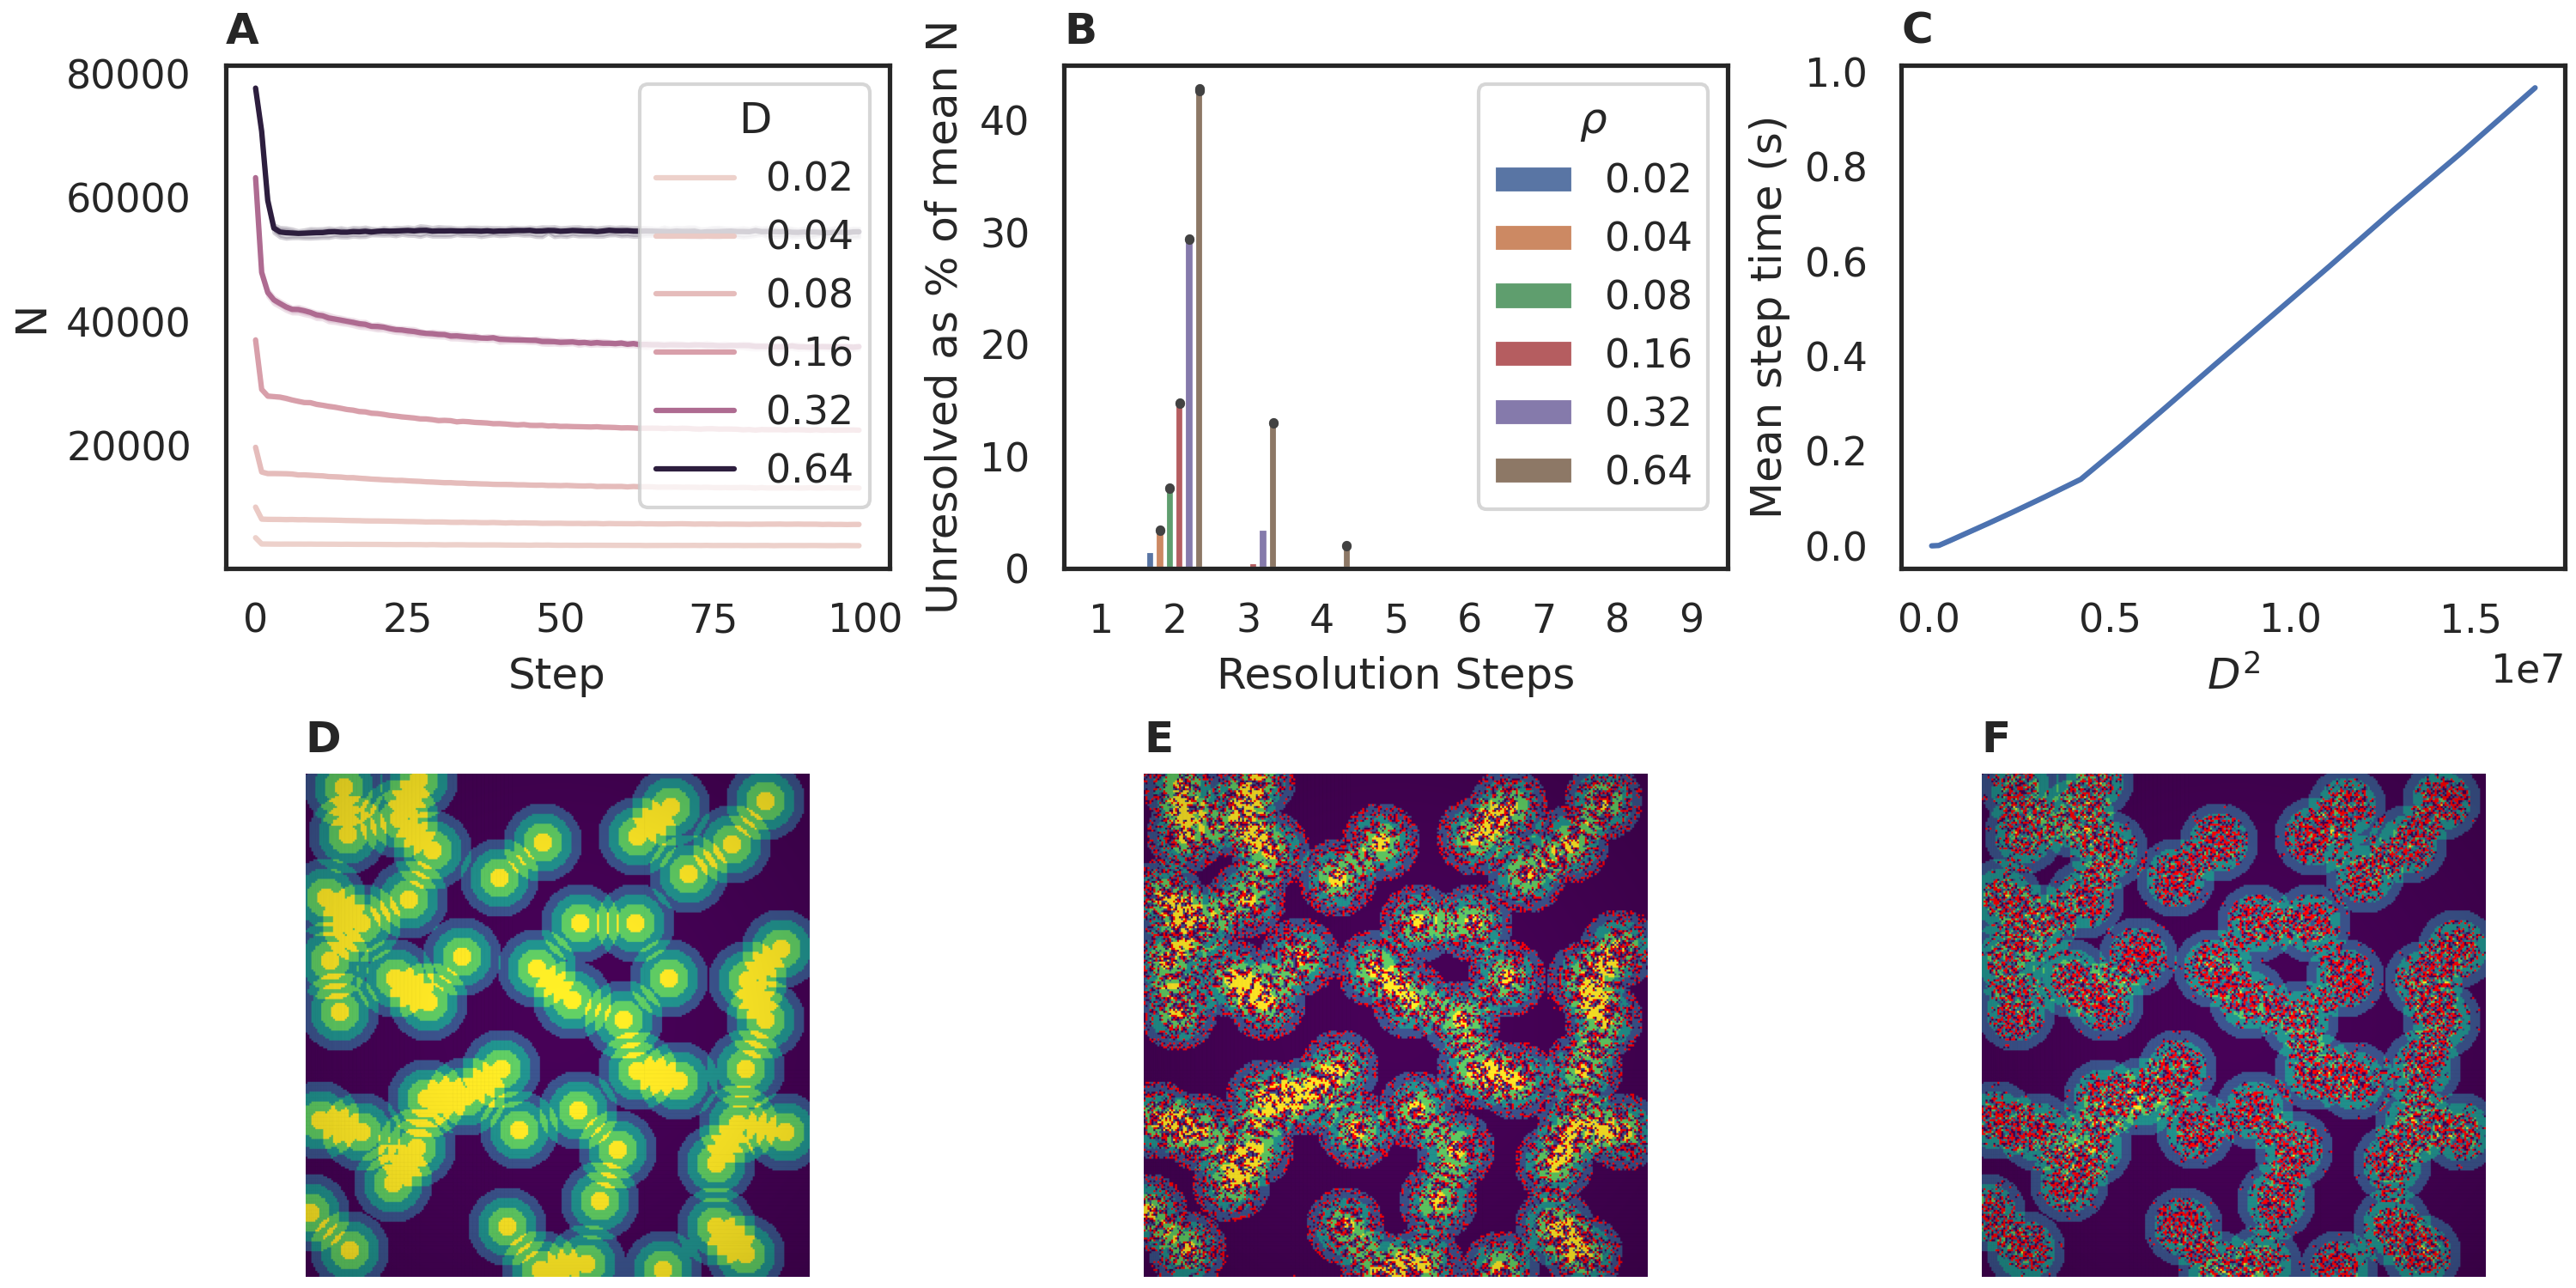 A
N
80000
60000
40000
20000
0 25 50 75 100
Step
D
0.02
0.04
0.08
0.16
0.32
0.64
B
Unresolved as % of mean N
40
30
20
10
0
1 2 3 4 5 6 7 8 9
Resolution Steps
ρ
0.02
0.04
0.08
0.16
0.32
0.64
C
Mean step time (s)
1.0
0.8
0.6
0.4
0.2
0.0
0.0 0.5 1.0 1.5
1e7
D²
D
E
F